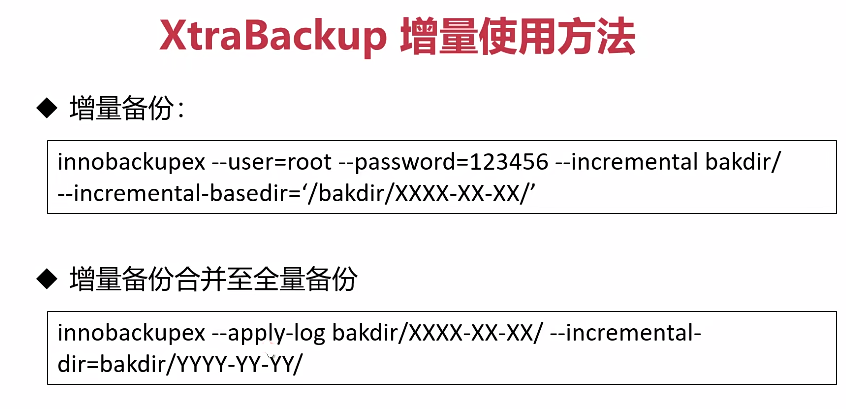 XtraBackup 增量使用方法
◆ 增量备份：
innobackupex --user=root --password=123456 --incremental bakdir/
--incremental-basedir=‘/bakdir/XXXX-XX-XX/’
◆ 增量备份合并至全量备份
innobackupex --apply-log bakdir/XXXX-XX-XX/ --incremental-
dir=bakdir/YYYY-YY-YY/